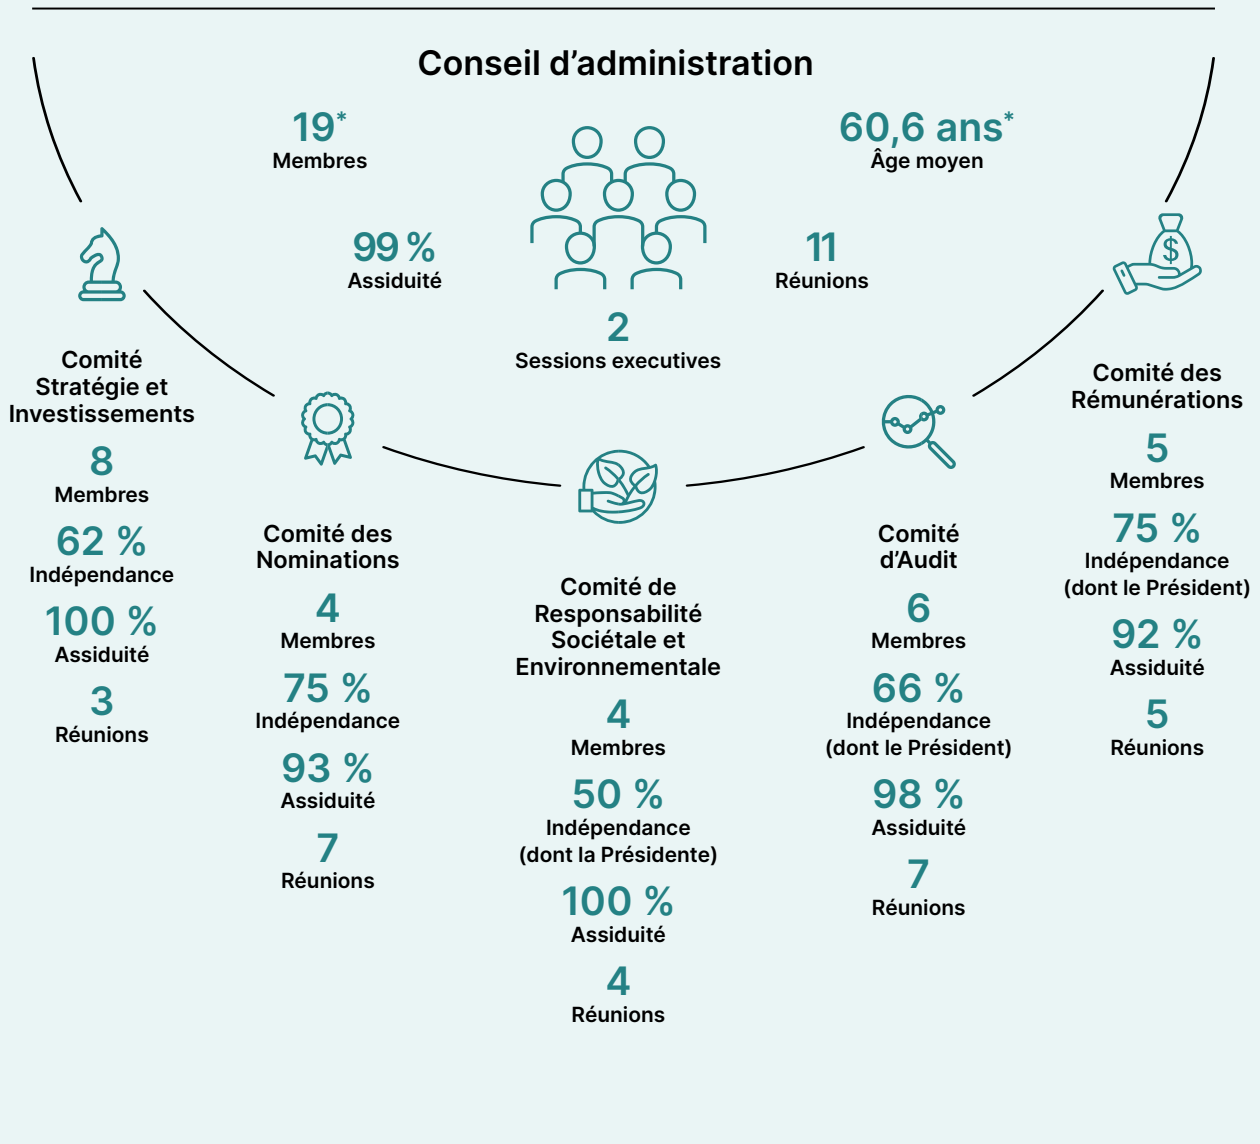 Conseil d’administration
19*
Membres
60,6 ans*
Âge moyen
99 %
Assiduité
11
Réunions
2
Sessions executives
Comité
Stratégie et
Investissements
8
Membres
62 %
Indépendance
100 %
Assiduité
3
Réunions
Comité des
Nominations
4
Membres
75 %
Indépendance
93 %
Assiduité
7
Réunions
Comité de
Responsabilité
Sociétale et
Environnementale
4
Membres
50 %
Indépendance
(dont la Présidente)
100 %
Assiduité
4
Réunions
Comité
d’Audit
6
Membres
66 %
Indépendance
(dont le Président)
98 %
Assiduité
7
Réunions
$
Comité des
Rémunérations
5
Membres
75 %
Indépendance
(dont le Président)
92 %
Assiduité
5
Réunions